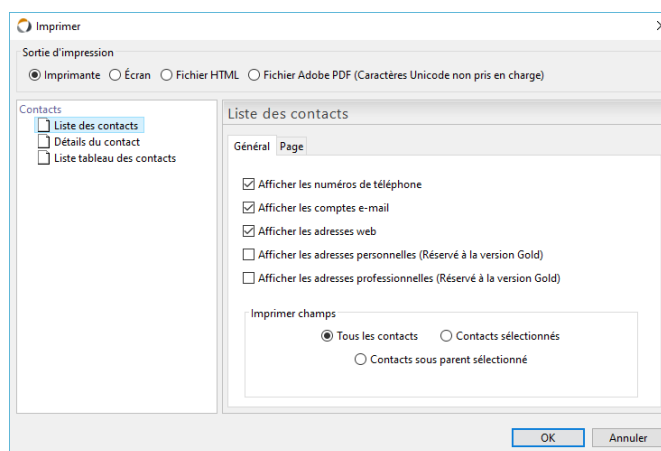 Imprimer
Sortie d'impression
Imprimante Écran Fichier HTML Fichier Adobe PDF (Caractères Unicode non pris en charge)
Contacts
Liste des contacts
Détails du contact
Liste tableau des contacts
Liste des contacts
Général Page
Afficher les numéros de téléphone
Afficher les comptes e-mail
Afficher les adresses web
Afficher les adresses personnelles (Réservé à la version Gold)
Afficher les adresses professionnelles (Réservé à la version Gold)
Imprimer champs
Tous les contacts Contacts sélectionnés
Contacts sous parent sélectionné
OK Annuler